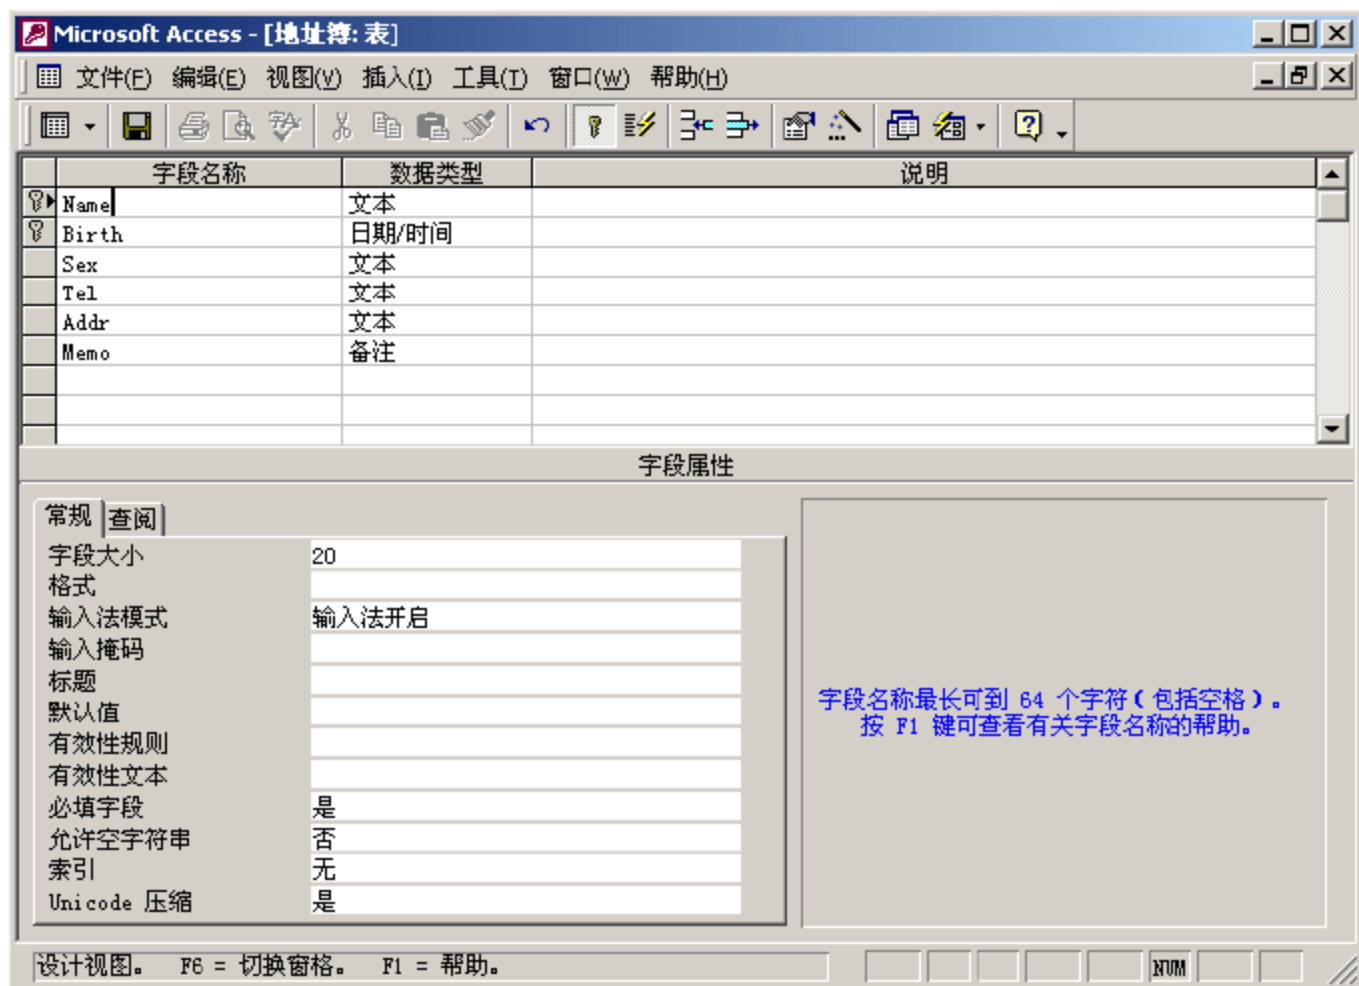 Microsoft Access - [地址簿: 表]
文件(F) 编辑(E) 视图(V) 插入(I) 工具(T) 窗口(W) 帮助(H)
字段名称 数据类型 说明
Name 文本
Birth 日期/时间
Sex 文本
Tel 文本
Addr 文本
Memo 备注
字段属性
常规 查阅
字段大小 20
格式
输入法模式 输入法开启
输入掩码
标题
默认值
有效性规则
有效性文本
必填字段 是
允许空字符串 否
索引 无
Unicode 压缩 是
字段名称最长可到 64 个字符(包括空格)。
按 F1 键可查看有关字段名称的帮助。
设计视图。 F6 = 切换窗格。 F1 = 帮助。 NUM